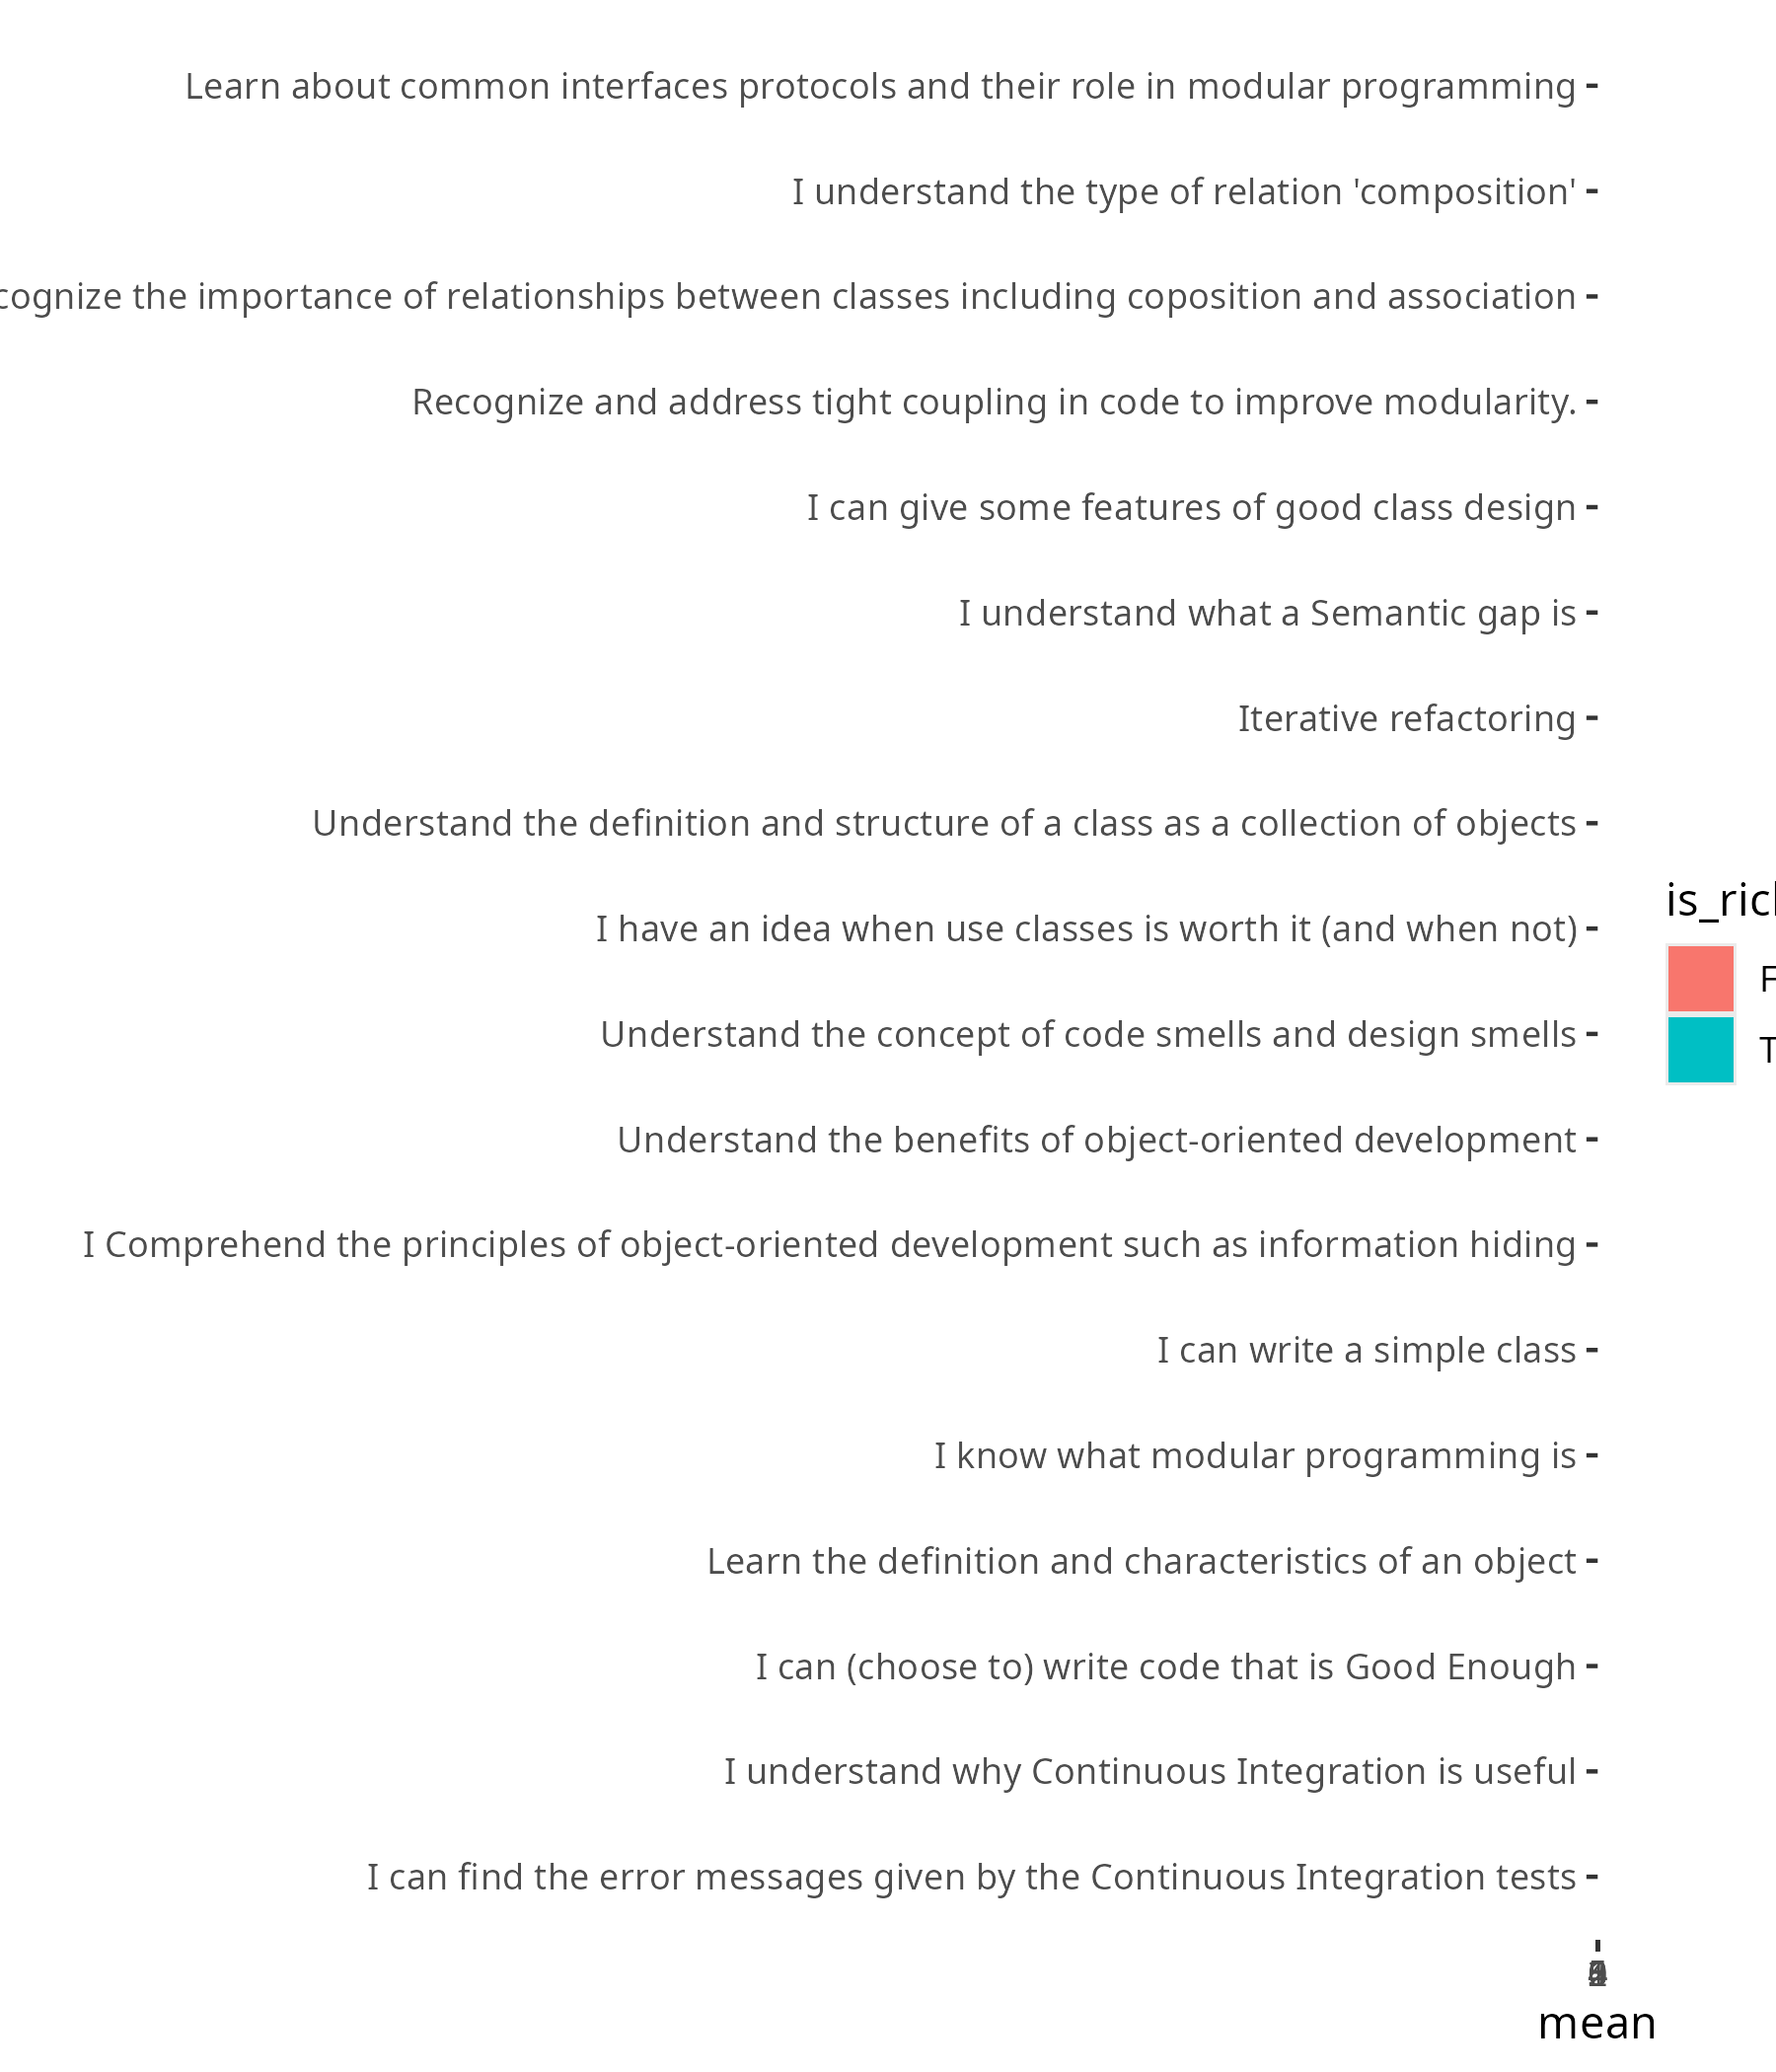 Learn about common interfaces protocols and their role in modular programming
I understand the type of relation 'composition'
the importance of relationships between classes including coposition and association
Recognize and address tight coupling in code to improve modularity.
I can give some features of good class design
I understand what a Semantic gap is
Iterative refactoring
Understand the definition and structure of a class as a collection of objects
I have an idea when use classes is worth it (and when not)
Understand the concept of code smells and design smells
Understand the benefits of object-oriented development
I Comprehend the principles of object-oriented development such as information hiding
I can write a simple class
I know what modular programming is
Learn the definition and characteristics of an object
I can (choose to) write code that is Good Enough
I understand why Continuous Integration is useful
I can find the error messages given by the Continuous Integration tests
mean
F
T